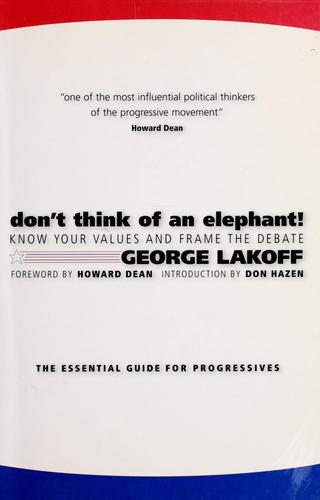 "one of the most influential political thinkers
of the progressive movement"
Howard Dean
don't think of an elephant!
KNOW YOUR VALUES AND FRAME THE DEBATE
GEORGE LAKOFF
FOREWORD BY HOWARD DEAN INTRODUCTION BY DON HAZEN
THE ESSENTIAL GUIDE FOR PROGRESSIVES